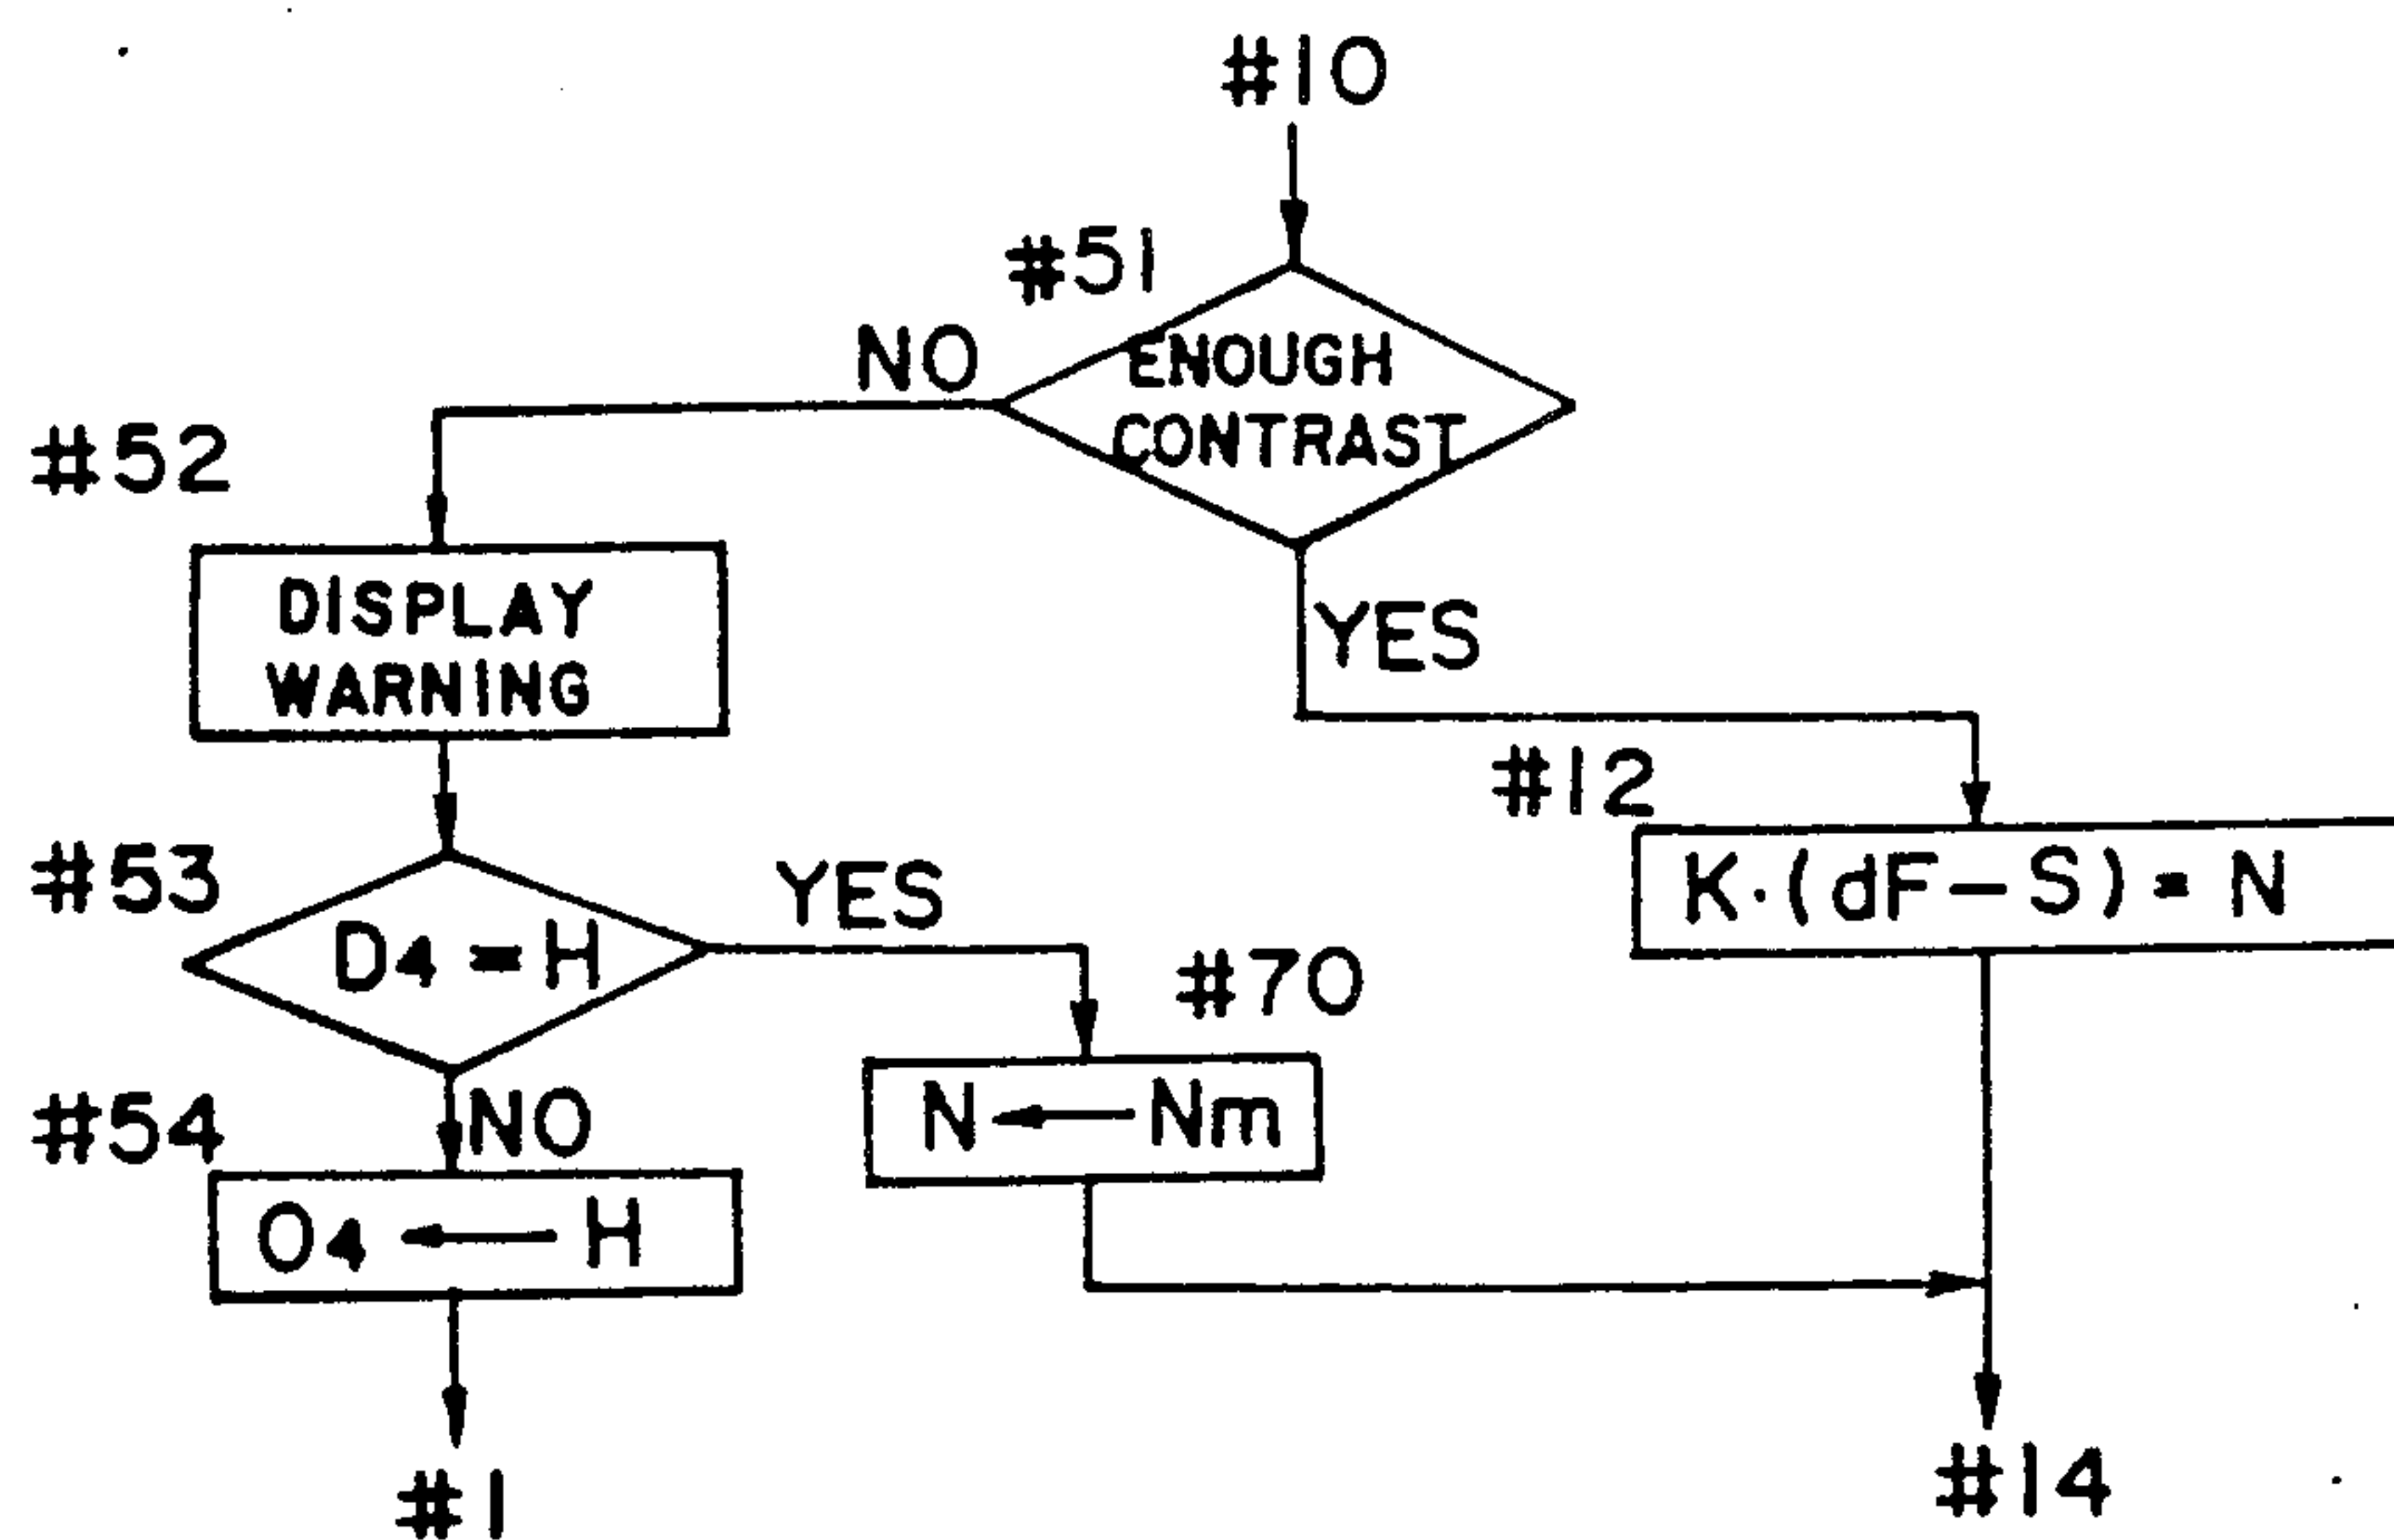 #10
#51
ENOUGH
CONTRAST
NO
YES
#52
DISPLAY
WARNING
#12
K·(dF-S)=N
#53
D4=H
YES
#70
N←Nm
NO
#54
O4←H
#1
#14